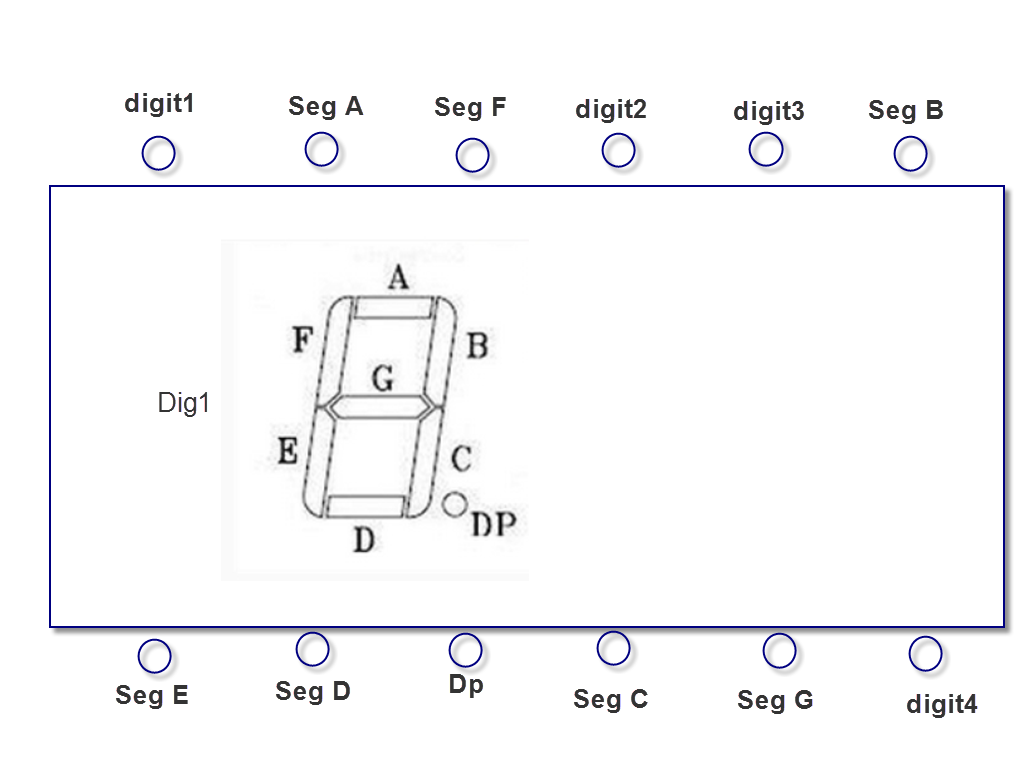 digit1 Seg A Seg F digit2 digit3 Seg B
A
F B
G
Dig1
E C
DP
D
Seg E Seg D Dp Seg C Seg G digit4